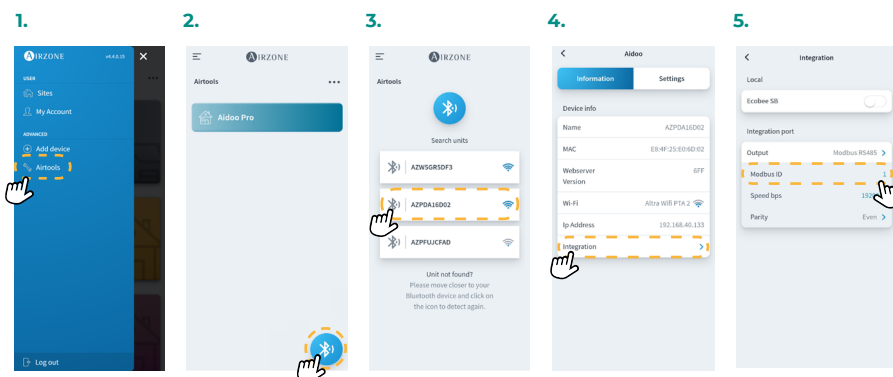 1.
2.
3.
4.
5.
AIRZONE
v4.4.0.15
USER
Sites
My Account
ADVANCED
Add device
Airtools
Log out
AIRZONE
Airtools
Aidoo Pro
AIRZONE
Airtools
Search units
AZWSGRSDF3
AZPDA16D02
AZPFUJCFAD
Unit not found?
Please move closer to your
Bluetooth device and click on
the icon to detect again.
Aidoo
Information Settings
Device info
Name AZPDA16D02
MAC E8:4F:25:E0:6D:02
Webserver 6FF
Version
Wi-Fi Altra Wifi PTA 2
Ip Address 192.168.40.133
Integration
Integration
Local
Ecobee SB
Integration port
Output Modbus RS485
Modbus ID 1
Speed bps
Parity Even